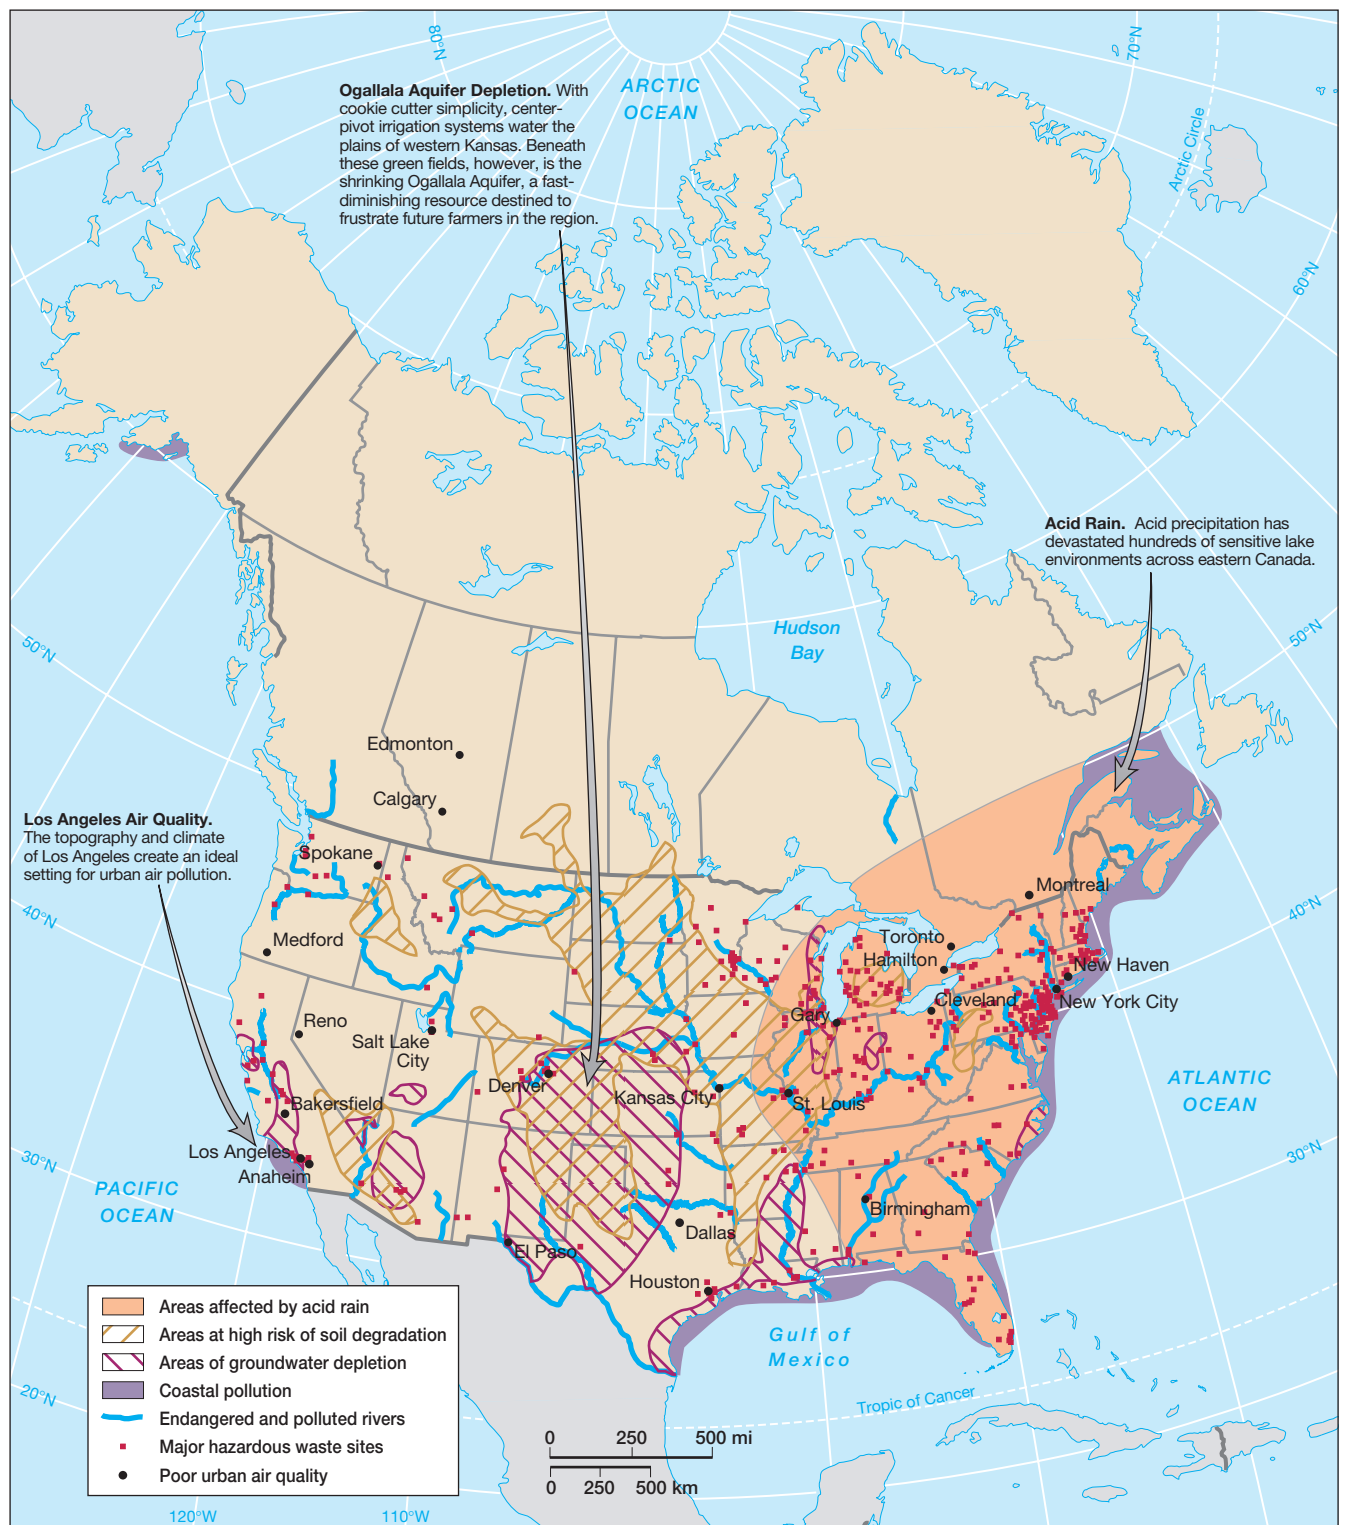 80°N
70°N
ARCTIC
OCEAN
Arctic Circle
60°N
Ogallala Aquifer Depletion. With
cookie cutter simplicity, center-
pivot irrigation systems water the
plains of western Kansas. Beneath
these green fields, however, is the
shrinking Ogallala Aquifer, a fast-
diminishing resource destined to
frustrate future farmers in the region.
Acid Rain. Acid precipitation has
devastated hundreds of sensitive lake
environments across eastern Canada.
Hudson
Bay
50°N
50°N
Edmonton
Calgary
Los Angeles Air Quality.
The topography and climate
of Los Angeles create an ideal
setting for urban air pollution.
Spokane
Montreal
40°N
40°N
Medford
Toronto
Hamilton
New Haven
Cleveland
New York City
Gary
Reno
Salt Lake
City
Denver
Kansas City
St. Louis
Bakersfield
ATLANTIC
OCEAN
Los Angeles
Anaheim
30°N
30°N
PACIFIC
OCEAN
Birmingham
Dallas
El Paso
Houston
Gulf of
Mexico
Tropic of Cancer
20°N
Areas affected by acid rain
Areas at high risk of soil degradation
Areas of groundwater depletion
Coastal pollution
Endangered and polluted rivers
Major hazardous waste sites
Poor urban air quality
0 250 500 mi
0 250 500 km
120°W
110°W